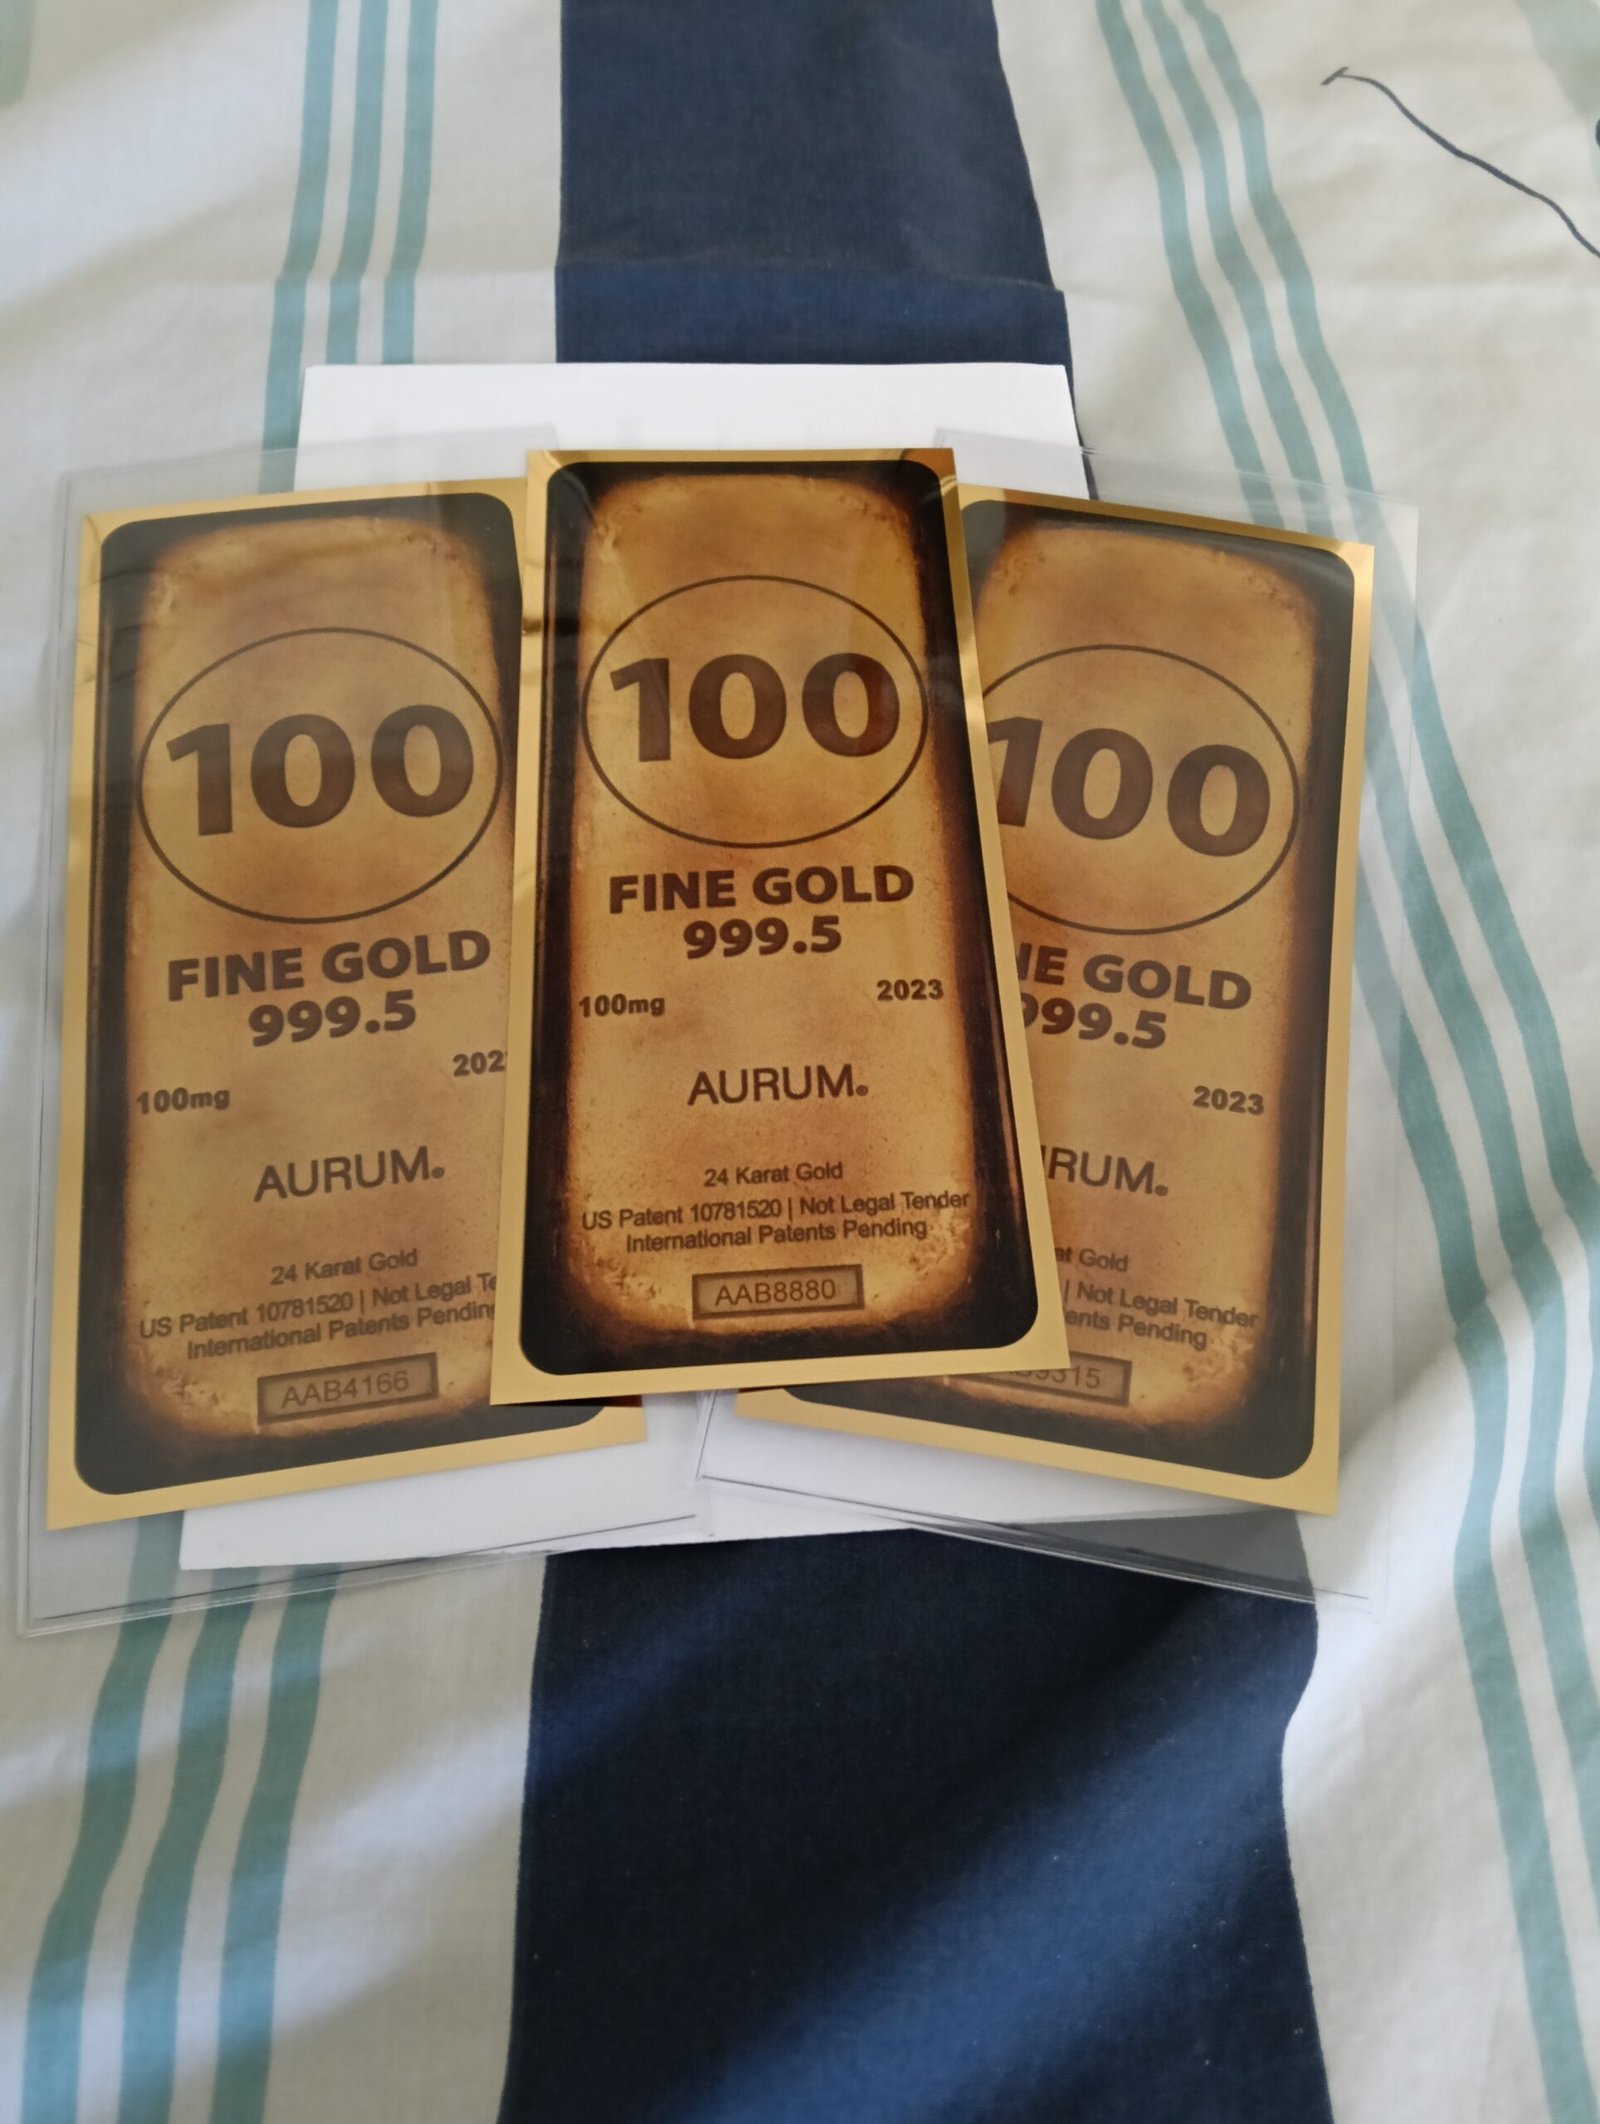 100
FINE GOLD
999.5
100mg
AURUM®
24 Karat Gold
US Patent 10781520 | Not Legal
International Patents Pending
AAB4166
100
FINE GOLD
999.5
100mg 2023
AURUM®
24 Karat Gold
US Patent 10781520 | Not Legal Tender
International Patents Pending
AAB8880
100
GOLD
999.5
2023
Gold
| Not Legal Tender
Pending